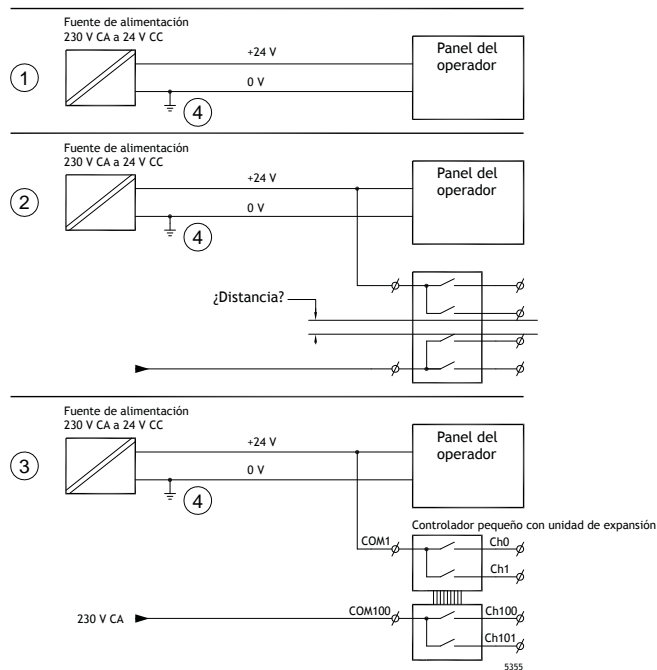 Fuente de alimentación
230 V CA a 24 V CC
+24 V
Panel del
operador
1
0 V
4
Fuente de alimentación
230 V CA a 24 V CC
+24 V
Panel del
operador
2
0 V
4
¿Distancia?
Fuente de alimentación
230 V CA a 24 V CC
+24 V
Panel del
operador
3
0 V
4
Controlador pequeño con unidad de expansión
COM1
Ch0
Ch1
230 V CA
COM100
Ch100
Ch101
5355